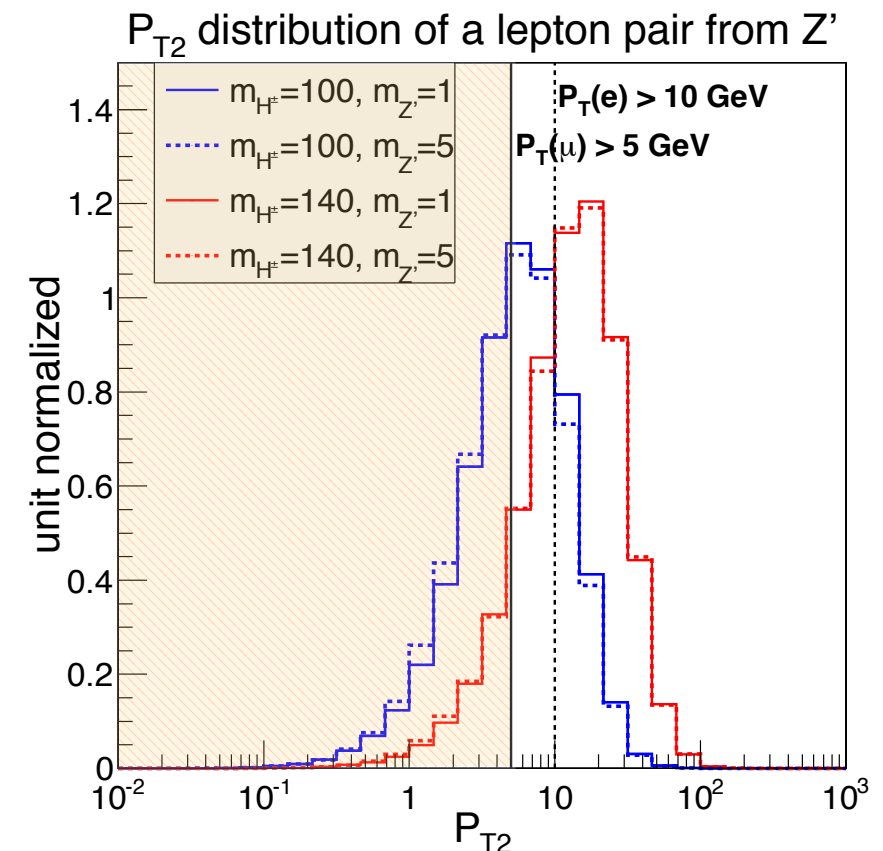 P_T2 distribution of a lepton pair from Z’
m_H±=100, m_Z’=1
m_H±=100, m_Z’=5
m_H±=140, m_Z’=1
m_H±=140, m_Z’=5
P_T(e) > 10 GeV
P_T(μ) > 5 GeV
unit normalized
1.4
1.2
1
0.8
0.6
0.4
0.2
0
10^-2 10^-1 1 10 10^2 10^3
P_T2